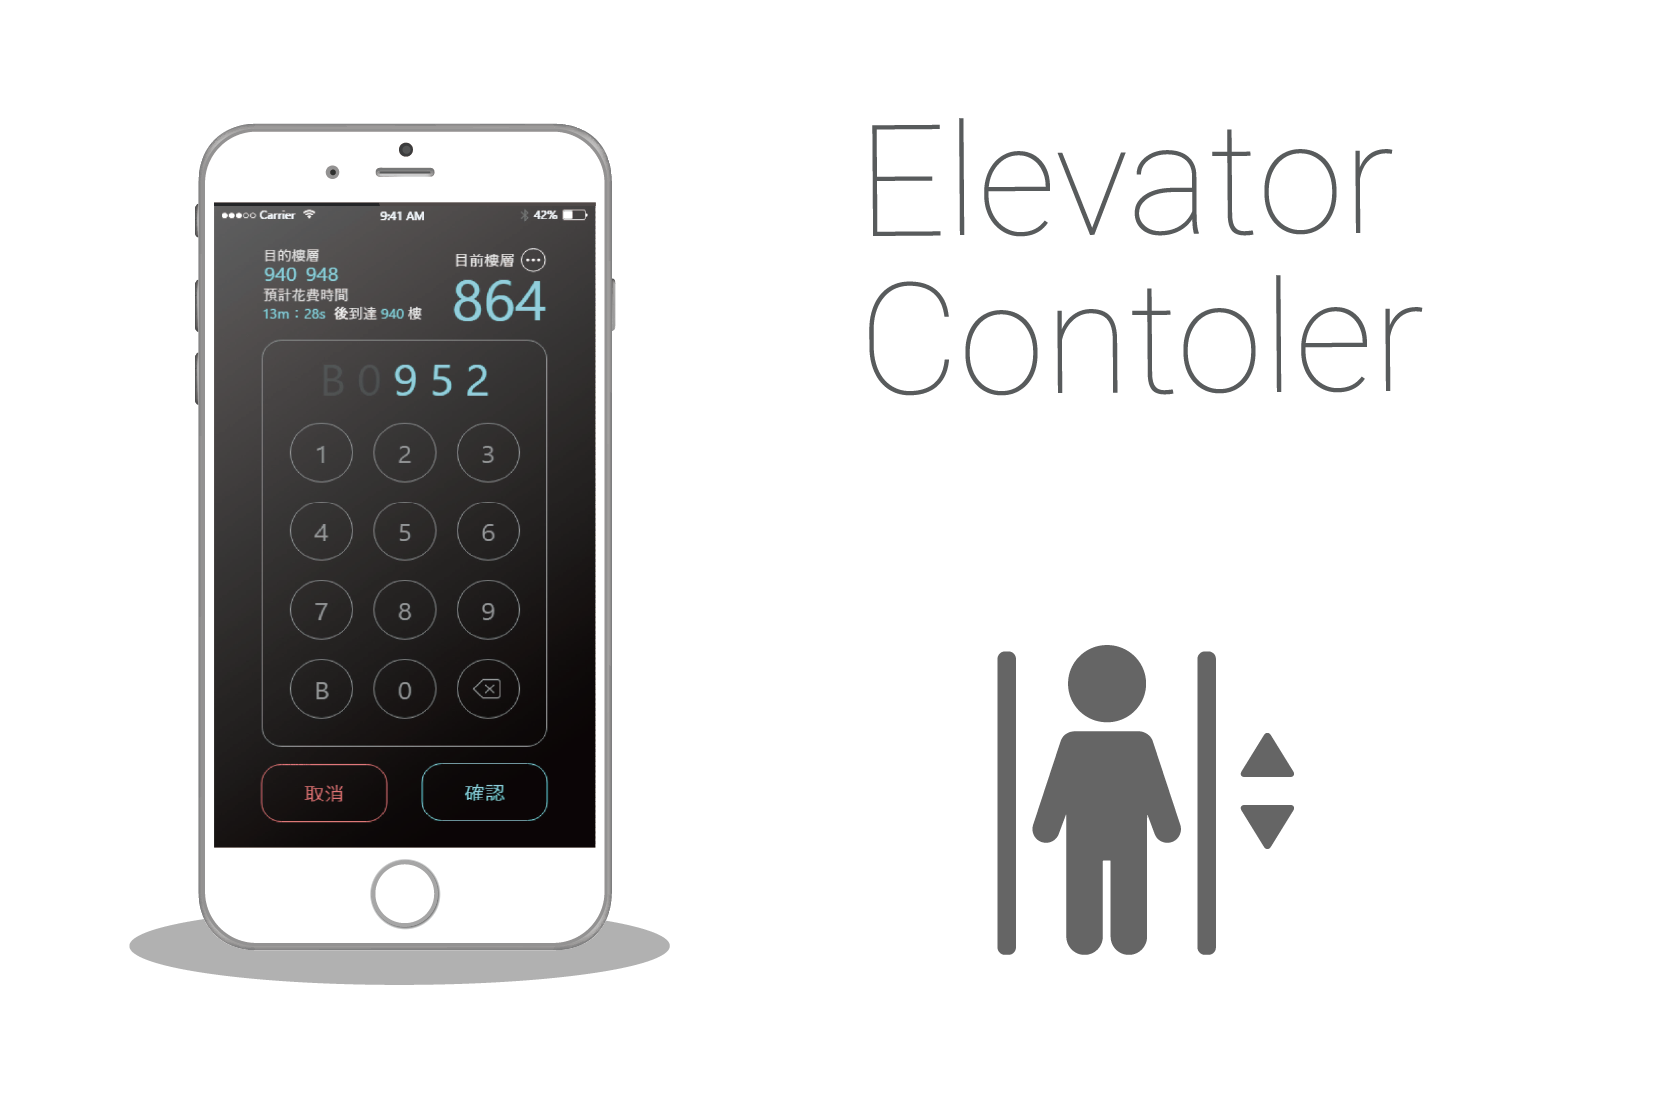 Carrier 9:41 AM 42%
目的樓層
940 948
預計花費時間
13m：28s 後到達 940 樓
目前樓層
864
B 0 9 5 2
1 2 3
4 5 6
7 8 9
B 0
取消 確認
Elevator
Contoler